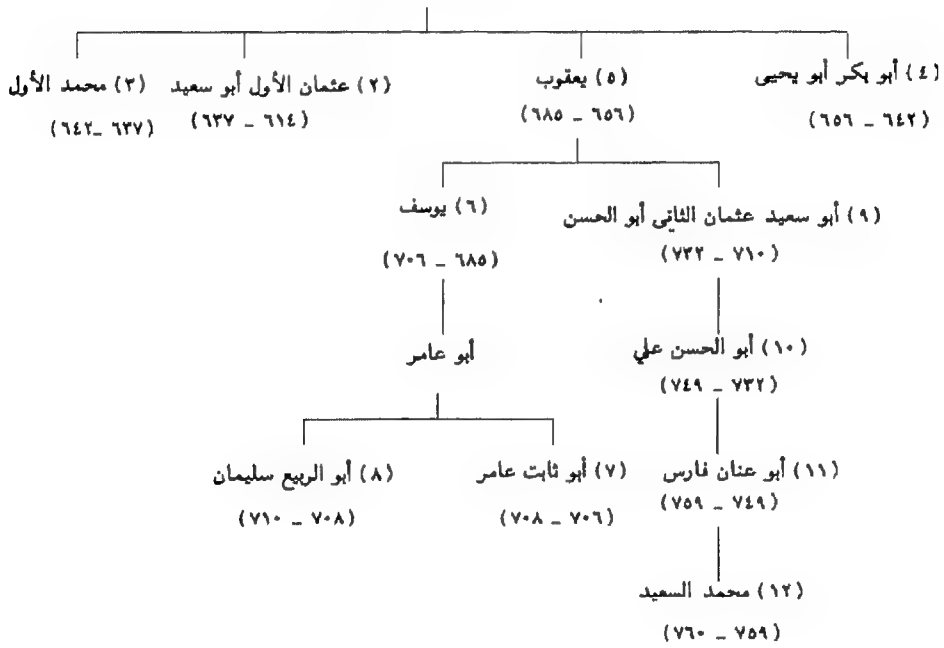 (٤) أبو بكر أبو يحيى
(٥) يعقوب
(٢) عثمان الأول أبو سعيد
(٣) محمد الأول
(٦٤٢ _ ٦٥٦)
(٦٥٦ _ ٦٨٥)
(٦١٤ _ ٦٣٧)
(٦٣٧ _ ٦٤٢)
(٩) أبو سعيد عثمان الثاني أبو الحسن
(٦) يوسف
(٧١٠ _ ٧٣٢)
(٦٨٥ _ ٧٠٦)
(١٠) أبو الحسن علي
أبو عامر
(٧٣٢ _ ٧٤٩)
(١١) أبو عنان فارس
(٧) أبو ثابت عامر
(٨) أبو الربيع سليمان
(٧٤٩ _ ٧٥٩)
(٧٠٦ _ ٧٠٨)
(٧٠٨ _ ٧١٠)
(١٢) محمد السعيد
(٧٥٩ _ ٧٦٠)